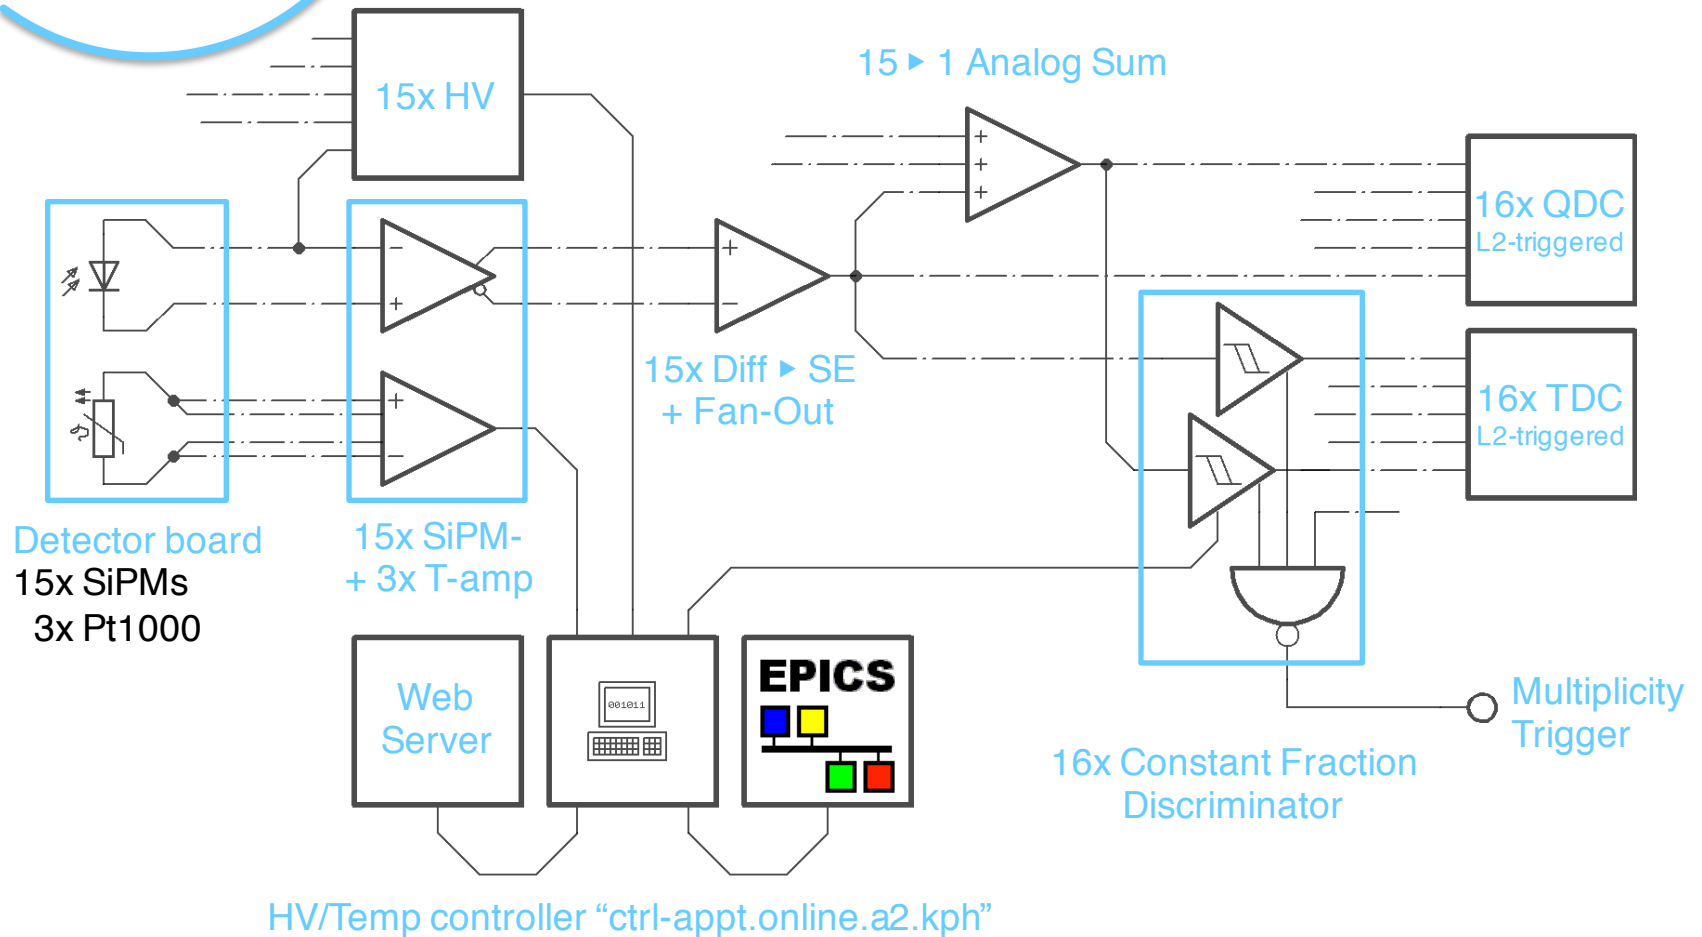 15x HV
15 ▸ 1 Analog Sum
16x QDC
L2-triggered
15x Diff ▸ SE
+ Fan-Out
16x TDC
L2-triggered
Detector board
15x SiPMs
3x Pt1000
15x SiPM-
+ 3x T-amp
Web
Server
001011
EPICS
Multiplicity
Trigger
16x Constant Fraction
Discriminator
HV/Temp controller “ctrl-appt.online.a2.kph”